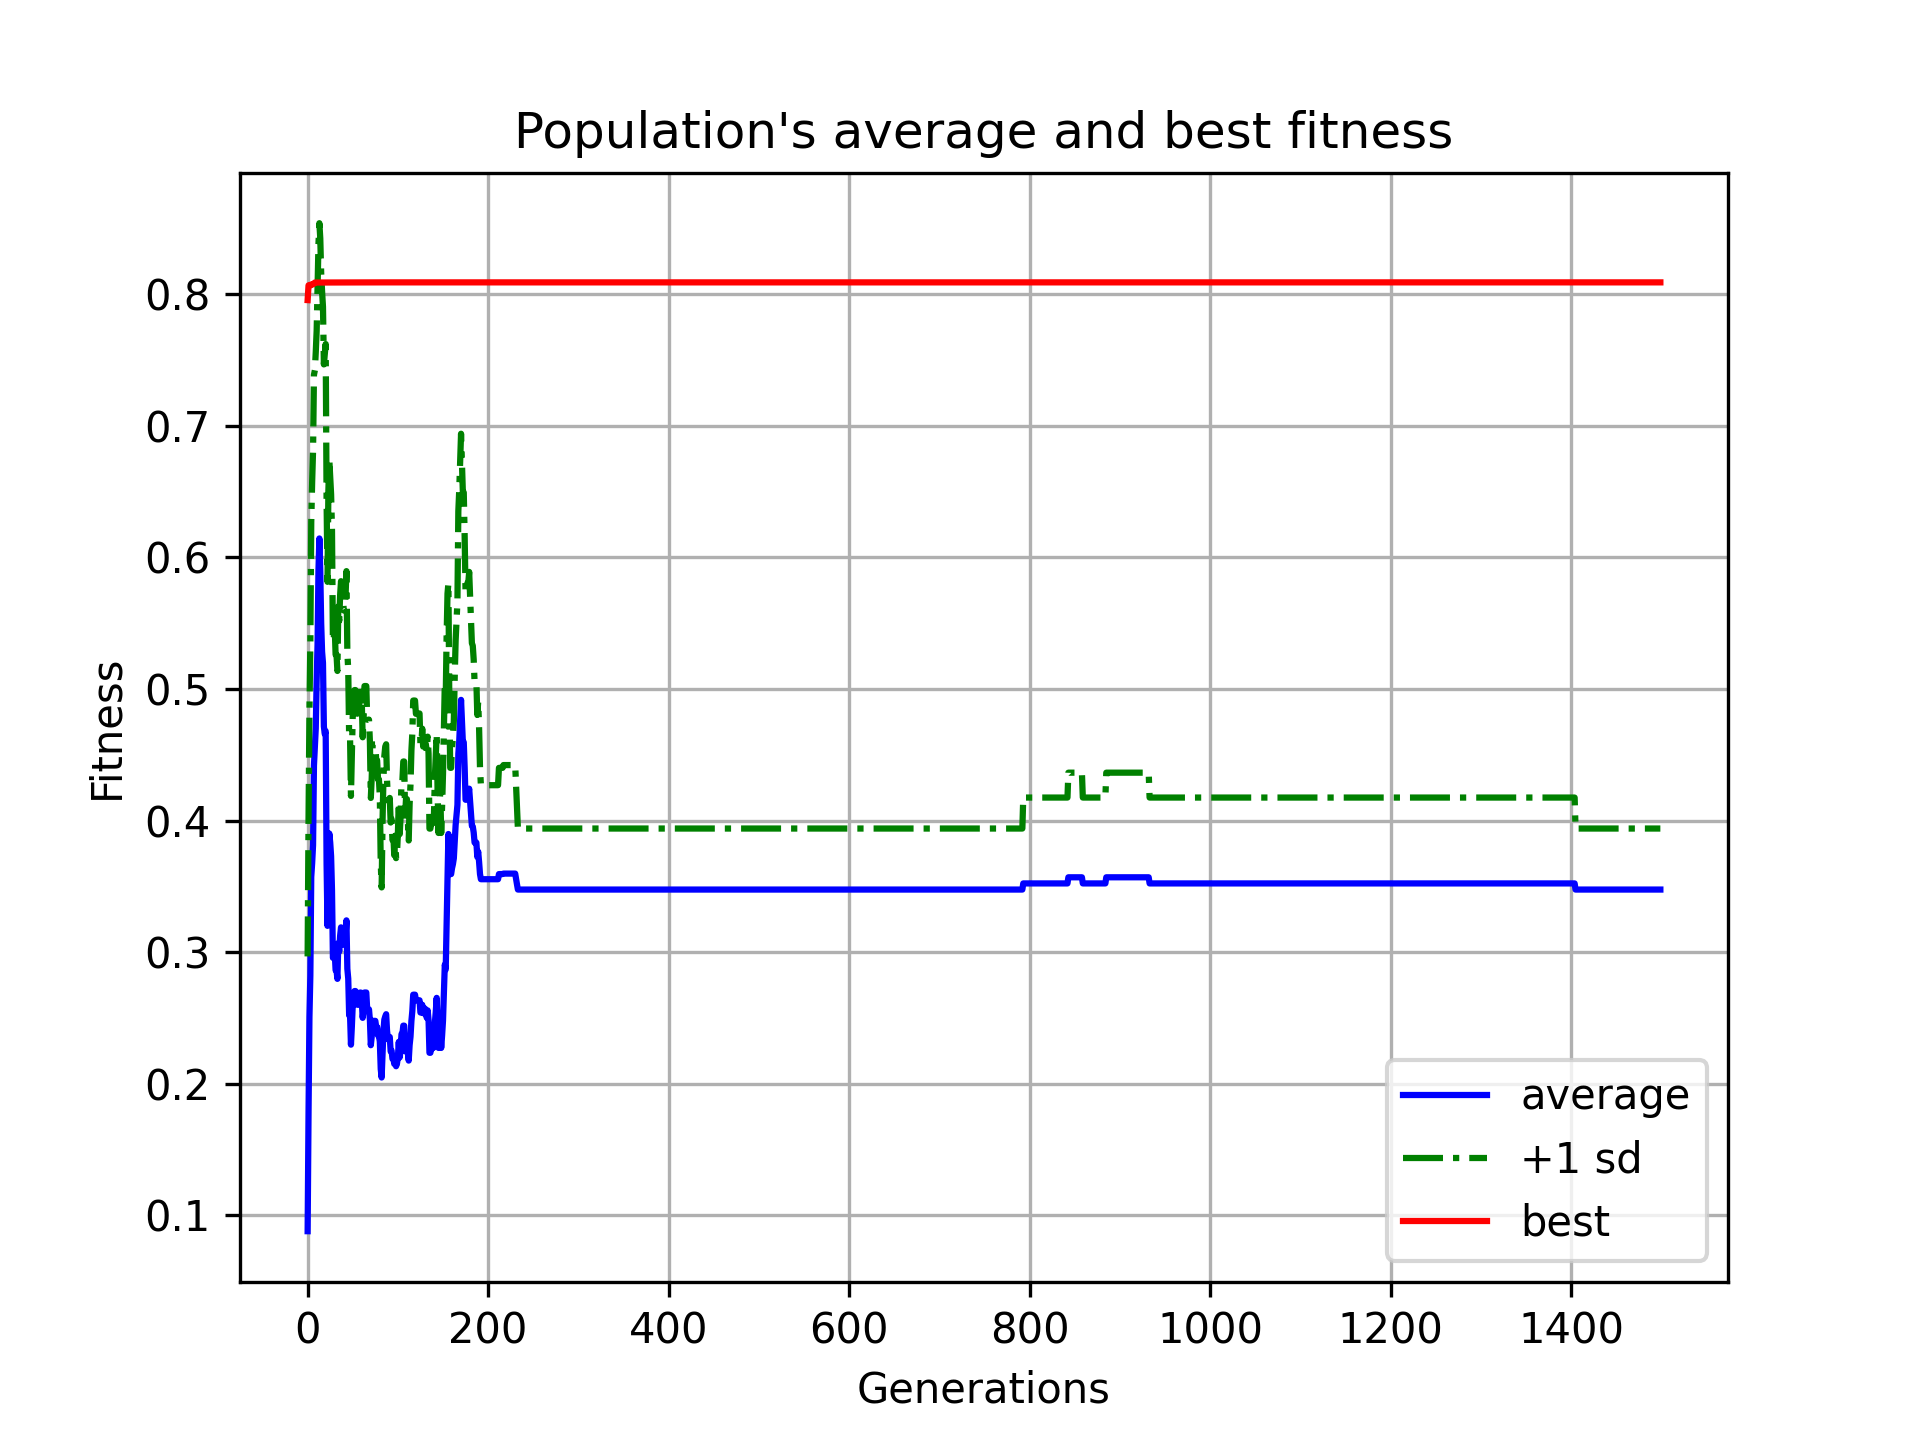 Population's average and best fitness
0.8
0.7
0.6
0.5
0.4
0.3
0.2
0.1
Fitness
average
+1 sd
best
0 200 400 600 800 1000 1200 1400
Generations